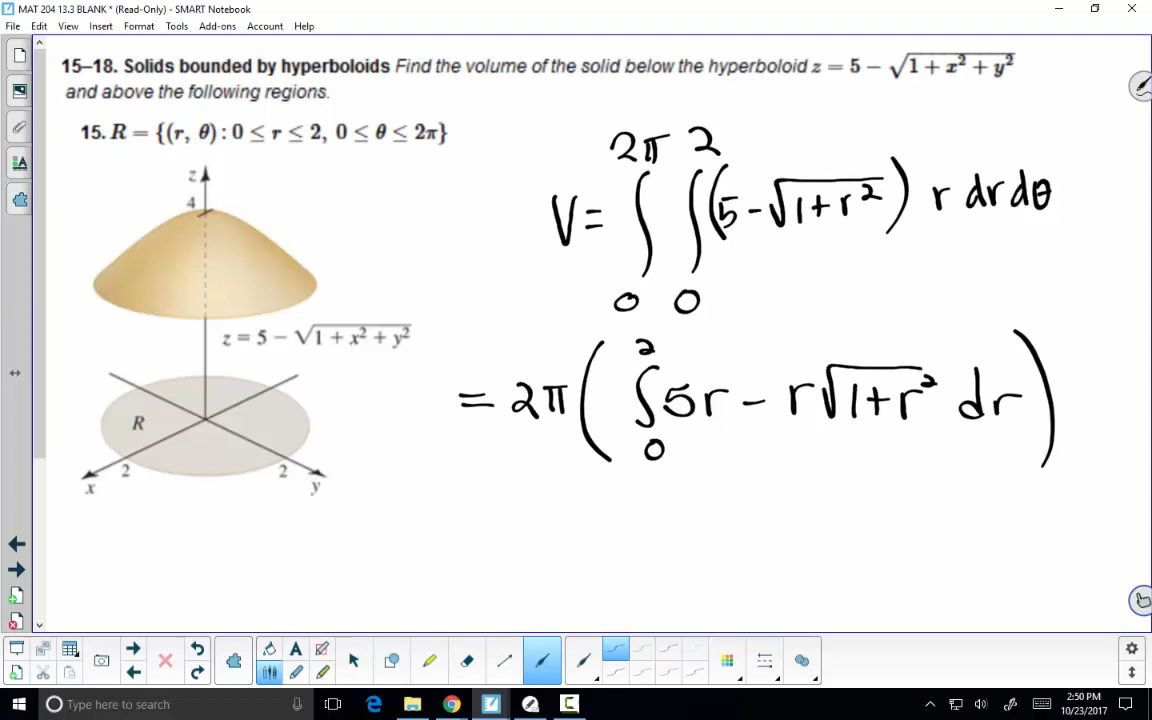 MAT 204 13.3 BLANK * (Read-Only) - SMART Notebook
File Edit View Insert Format Tools Add-ons Account Help
15–18. Solids bounded by hyperboloids Find the volume of the solid below the hyperboloid z = 5 − √(1 + x² + y²)
and above the following regions.
15. R = {(r, θ) : 0 ≤ r ≤ 2, 0 ≤ θ ≤ 2π}
z
4
z = 5 − √(1 + x² + y²)
R
2
2
x
y
V = ∫₀^2π ∫₀² (5 − √(1 + r²)) r dr dθ
= 2π ( ∫₀² 5r − r√(1 + r²) dr )
A
Type here to search
2:50 PM
10/23/2017